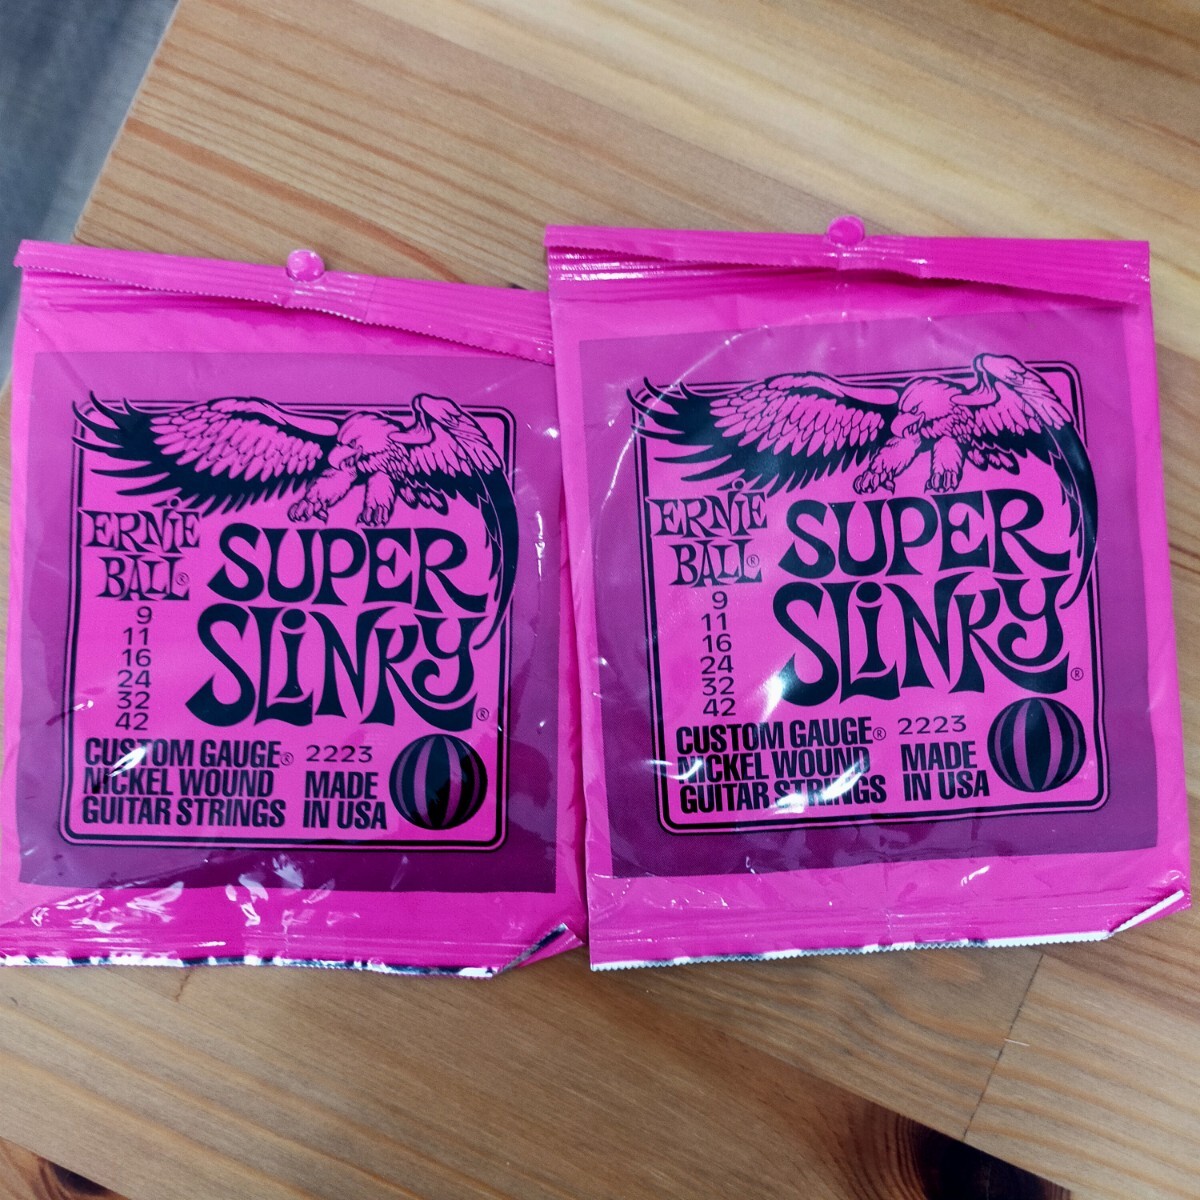 ERNIE
BALL®
SUPER
SLINKY®
9
11
16
24
32
42
CUSTOM GAUGE®
NICKEL WOUND
GUITAR STRINGS
2223
MADE
IN USA
ERNIE
BALL®
SUPER
SLINKY®
9
11
16
24
32
42
CUSTOM GAUGE®
NICKEL WOUND
GUITAR STRINGS
2223
MADE
IN USA